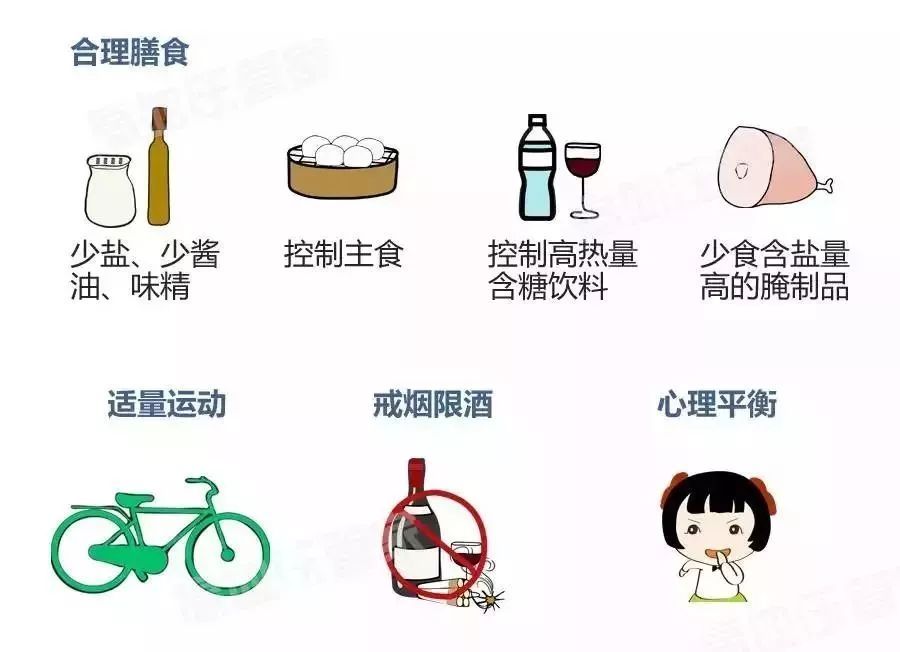 合理膳食
少盐、少酱
油、味精
控制主食
控制高热量
含糖饮料
少食含盐量
高的腌制品
适量运动
戒烟限酒
心理平衡